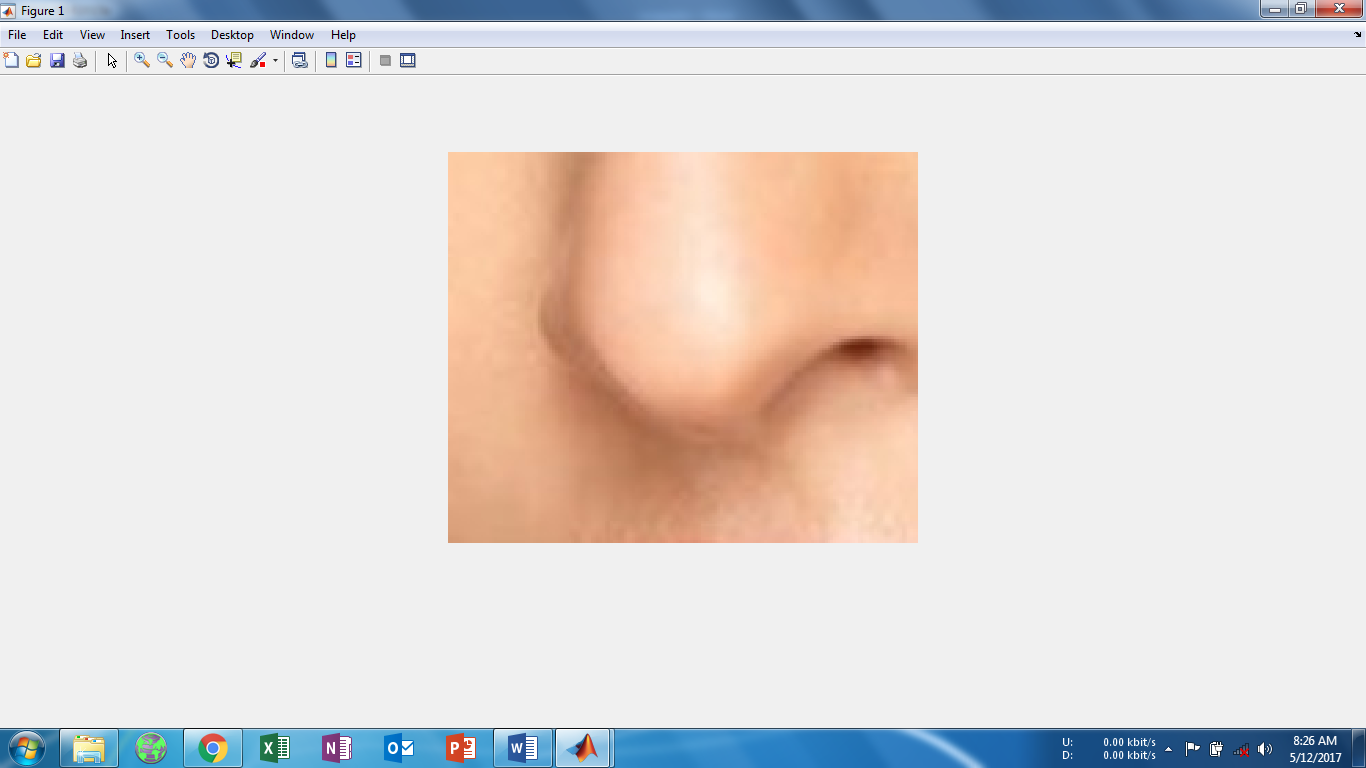 Figure 1
File Edit View Insert Tools Desktop Window Help
U: 0.00 kbit/s
D: 0.00 kbit/s
8:26 AM
5/12/2017